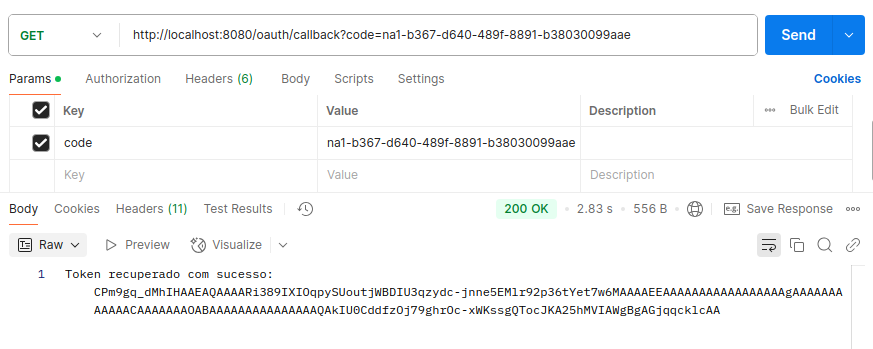 GET http://localhost:8080/oauth/callback?code=na1-b367-d640-489f-8891-b38030099aae Send
Params Authorization Headers (6) Body Scripts Settings Cookies
Key Value Description Bulk Edit
code na1-b367-d640-489f-8891-b38030099aae
Key Value Description
Body Cookies Headers (11) Test Results 200 OK 2.83 s 556 B e.g. Save Response
Raw Preview Visualize
1 Token recuperado com sucesso:
CPm9gq_dMhIHAAEAQAAAARi389IXIOqpySUoutjWBDIU3qzydc-jnne5EMlr92p36tYet7w6MAAAAEEAAAAAAAAAAAAAAAAAgAAAAAAA
AAAAACAAAAAAAOABAAAAAAAAAAAAAAAQAkIU0CddfzOj79ghrOc-xWKssgQTocJKA25hMVIAWgBgAGjqqcklcAA